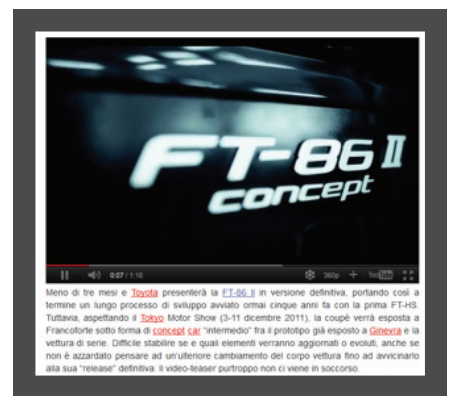 FT-86 II
concept
0:07 / 1:16
360p
You Tube
Meno di tre mesi e Toyota presenterà la FT-86 II in versione definitiva, portando così a
termine un lungo processo di sviluppo avviato ormai cinque anni fa con la prima FT-HS.
Tuttavia, aspettando il Tokyo Motor Show (3-11 dicembre 2011), la coupè verrà esposta a
Francoforte sotto forma di concept car "intermedio" fra il prototipo già esposto a Ginevra e la
vettura di serie. Difficile stabilire se e quali elementi verranno aggiornati o evoluti, anche se
non è azzardato pensare ad un'ulteriore cambiamento del corpo vettura fino ad avvicinarlo
alla sua "release" definitiva. Il video-teaser purtroppo non ci viene in soccorso.